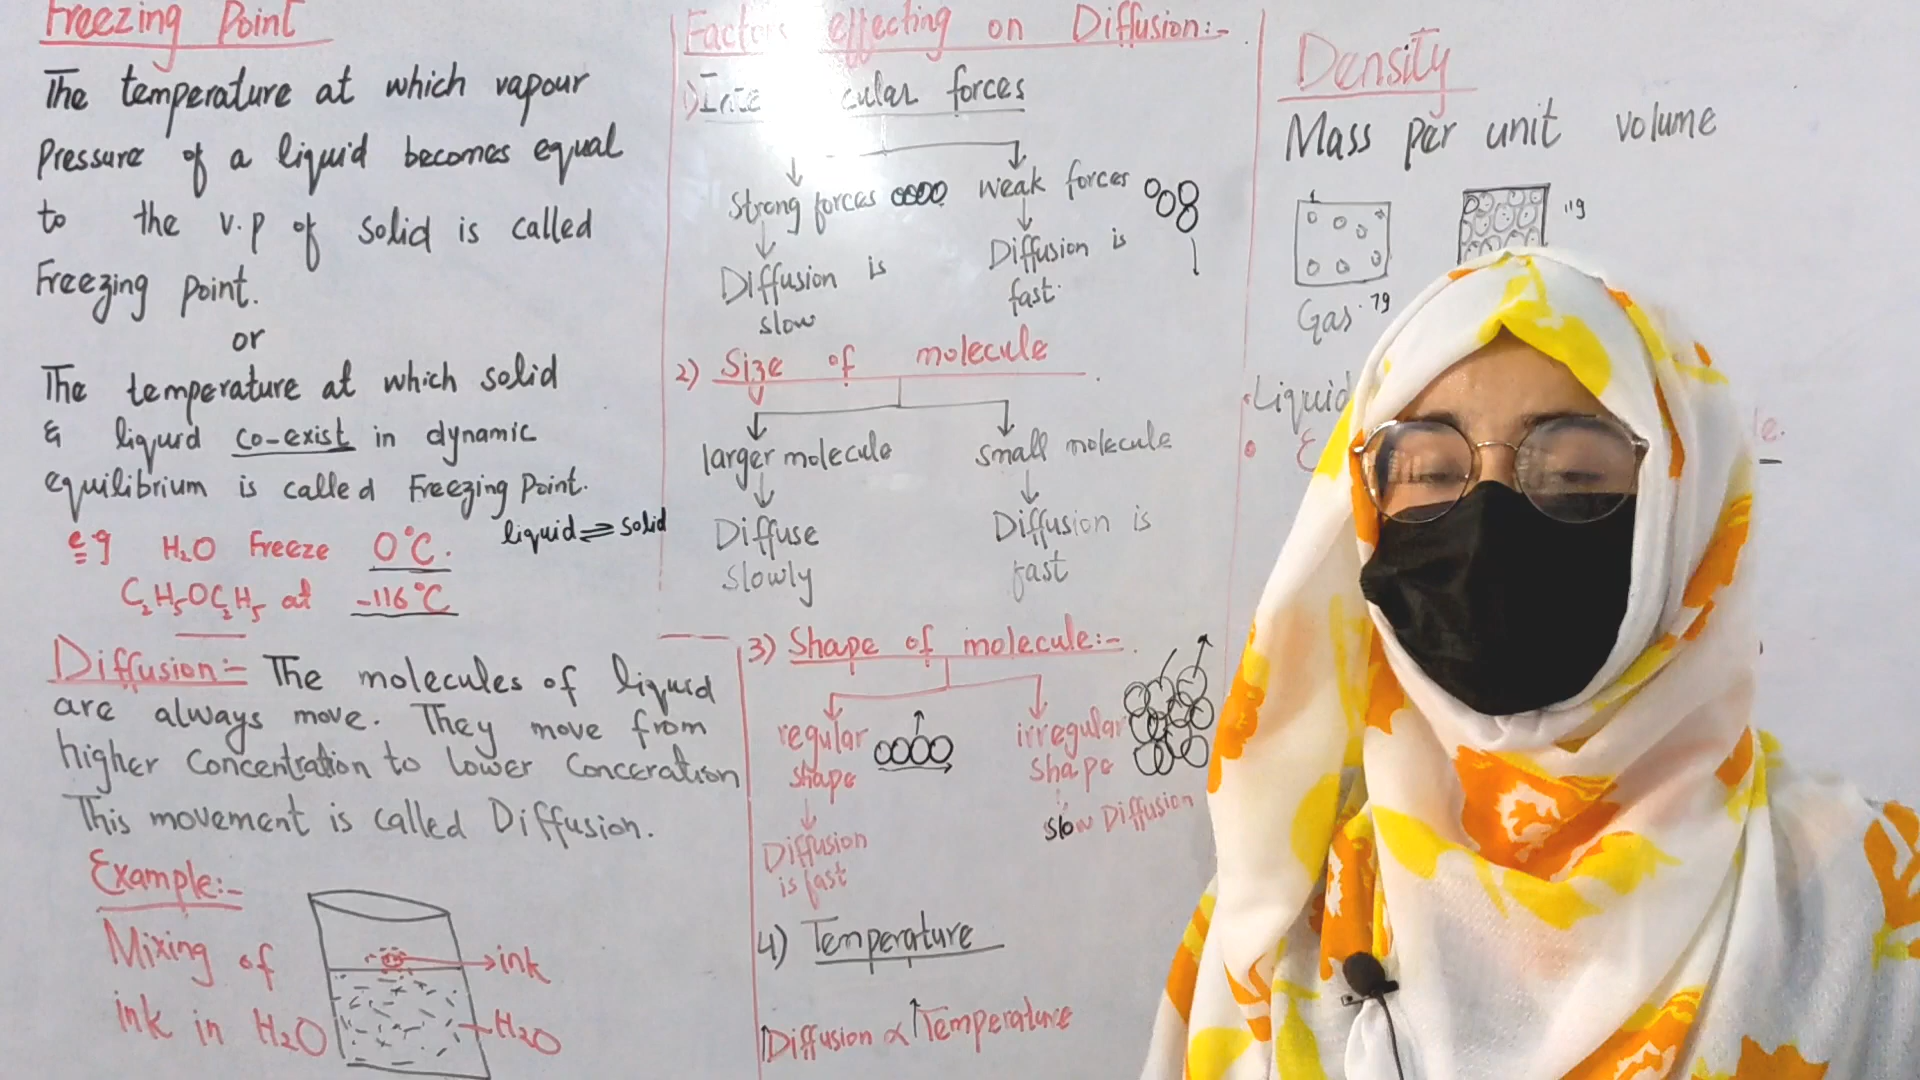 Freezing Point
The temperature at which vapour
Pressure of a liquid becomes equal
to the v.p of solid is called
Freezing Point.
or
The temperature at which solid
& liquid co-exist in dynamic
equilibrium is called Freezing Point.
liquid ⇌ solid
eg H₂O Freeze 0°C.
C₂H₅OC₂H₅ at -116°C
Diffusion:- The molecules of liquid
are always move. They move from
higher Concentration to Lower Conceration
This movement is called Diffusion.
Example:-
Mixing of
ink in H₂O
ink
H₂O
Factors effecting on Diffusion:-
1) cular forces
Strong forces
Diffusion is
slow
weak forces
Diffusion is
fast.
2) Size of molecule
larger molecule
Diffuse
slowly
small molecule
Diffusion is
fast
3) Shape of molecule:-
regular
shape
Diffusion
is fast
irregular
shape
slow Diffusion
4) Temperature
↑Diffusion ∝ ↑Temperature
Density
Mass per unit volume
Gas
Liquid